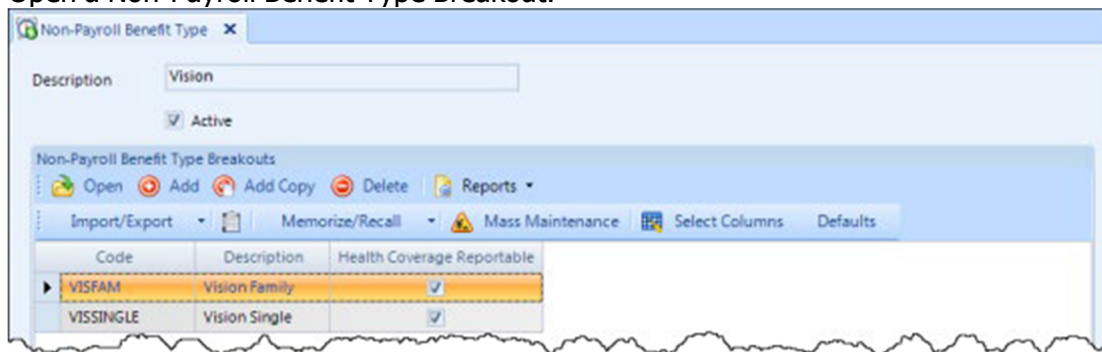 Open a Non-Payroll Benefit Type Breakout.
Non-Payroll Benefit Type
Description Vision
Active
Non-Payroll Benefit Type Breakouts
Open Add Add Copy Delete Reports
Import/Export Memorize/Recall Mass Maintenance Select Columns Defaults
Code Description Health Coverage Reportable
VISFAM Vision Family
VISSINGLE Vision Single